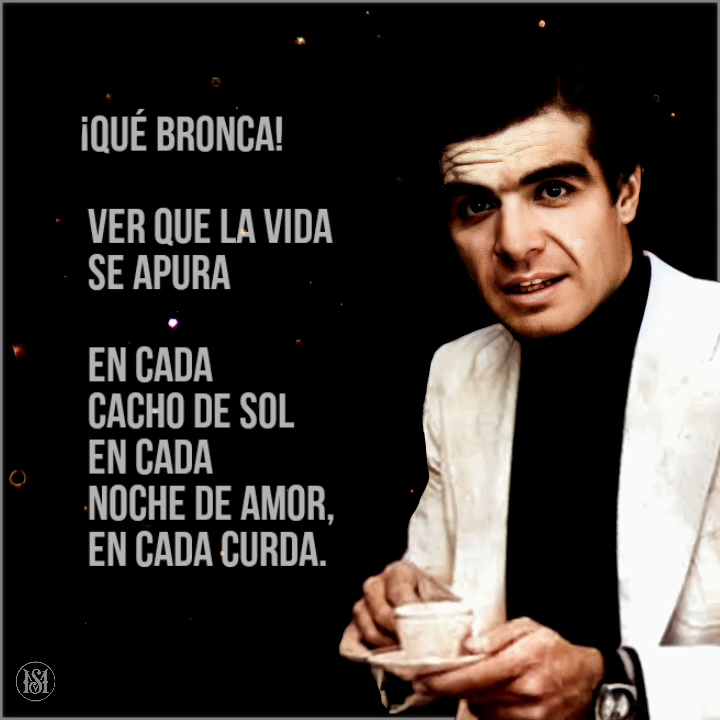 ¡QUÉ BRONCA!
VER QUE LA VIDA
SE APURA
EN CADA
CACHO DE SOL
EN CADA
NOCHE DE AMOR,
EN CADA CURDA.